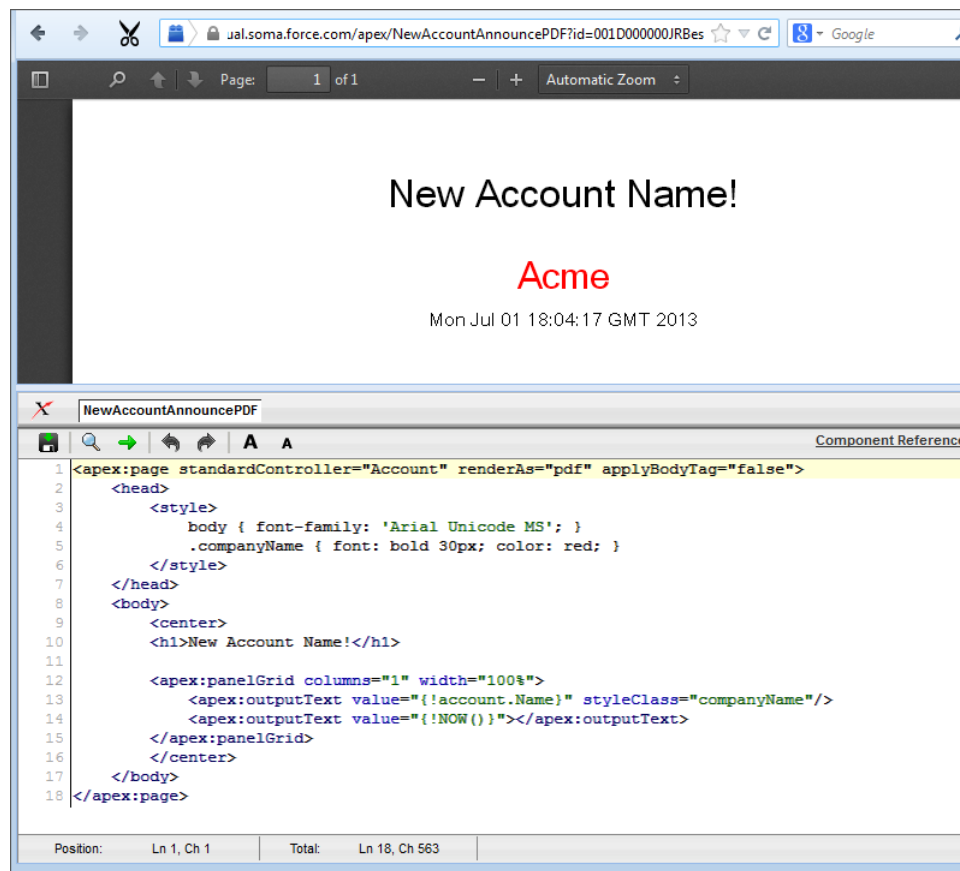 ual.soma.force.com/apex/NewAccountAnnouncePDF?id=001D000000JRBes 8 Google
Page: 1 of 1 Automatic Zoom
New Account Name!
Acme
Mon Jul 01 18:04:17 GMT 2013
NewAccountAnnouncePDF
A A Component Reference
1 <apex:page standardController="Account" renderAs="pdf" applyBodyTag="false">
2 <head>
3 <style>
4 body { font-family: 'Arial Unicode MS'; }
5 .companyName { font: bold 30px; color: red; }
6 </style>
7 </head>
8 <body>
9 <center>
10 <h1>New Account Name!</h1>
11
12 <apex:panelGrid columns="1" width="100%">
13 <apex:outputText value="{!account.Name}" styleClass="companyName"/>
14 <apex:outputText value="{!NOW()}"></apex:outputText>
15 </apex:panelGrid>
16 </center>
17 </body>
18 </apex:page>
Position: Ln 1, Ch 1 Total: Ln 18, Ch 563